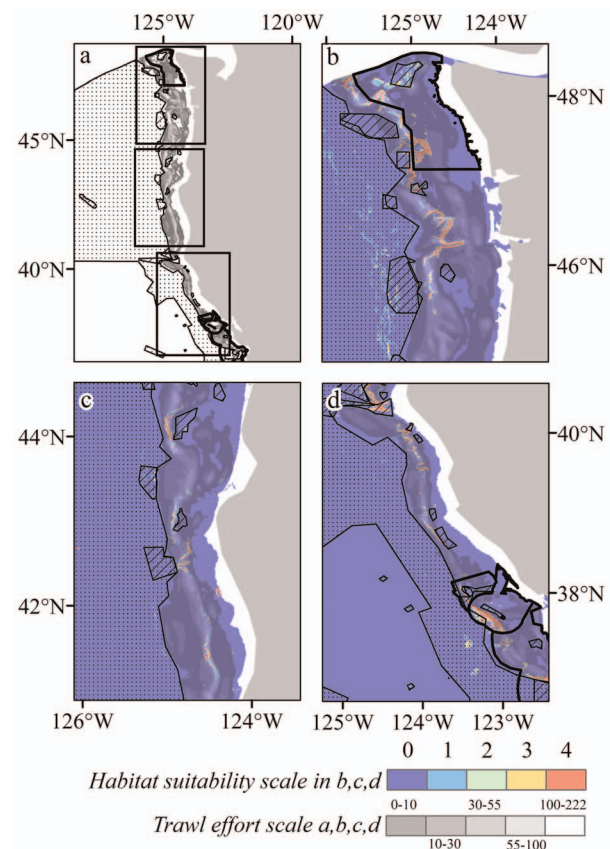 125°W 120°W 125°W 124°W 123°W
a b
48°N
45°N
40°N 46°N
c d
44°N 40°N
42°N 38°N
126°W 124°W 125°W 124°W 123°W
0 1 2 3 4
Habitat suitability scale in b,c,d
0-10 30-55 100-222
Trawl effort scale a,b,c,d
10-30 55-100